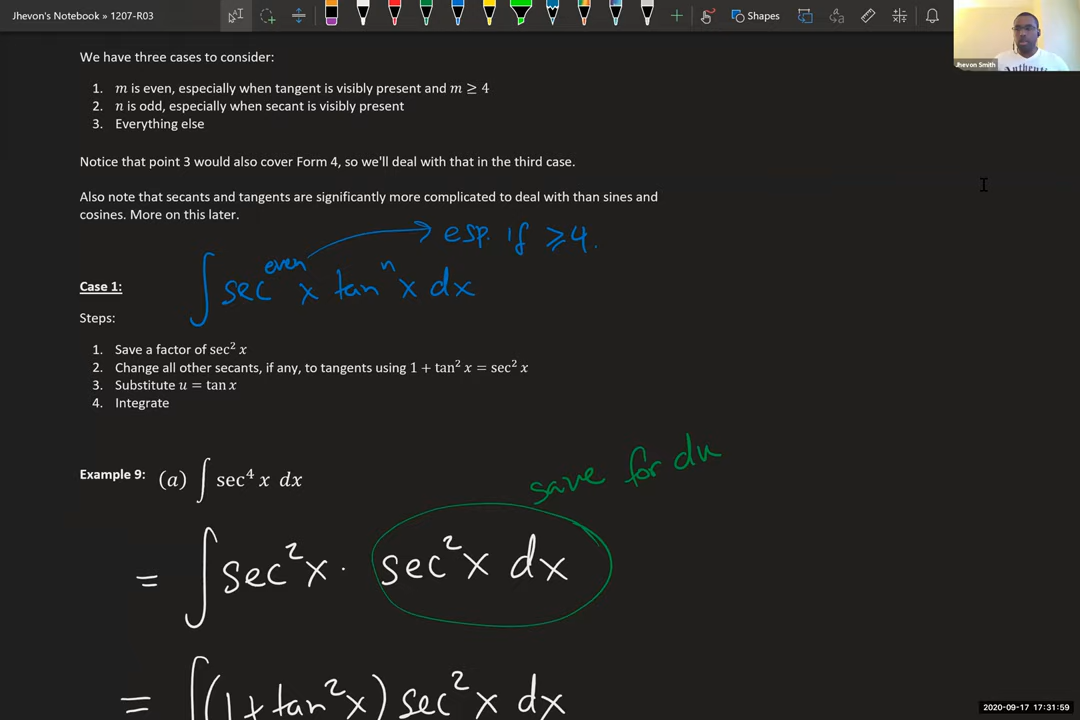 Jhevon's Notebook » 1207-R03
Shapes
Jhevon Smith
We have three cases to consider:
1. m is even, especially when tangent is visibly present and m ≥ 4
2. n is odd, especially when secant is visibly present
3. Everything else
Notice that point 3 would also cover Form 4, so we'll deal with that in the third case.
Also note that secants and tangents are significantly more complicated to deal with than sines and
cosines. More on this later.
→ esp. if ≥4.
Case 1: ∫ sec^even x tan^n x dx
Steps:
1. Save a factor of sec² x
2. Change all other secants, if any, to tangents using 1 + tan² x = sec² x
3. Substitute u = tan x
4. Integrate
save for du
Example 9: (a) ∫ sec⁴ x dx
= ∫ sec²x · sec²x dx
= ∫(1+tan²x) sec²x dx
2020-09-17 17:31:59